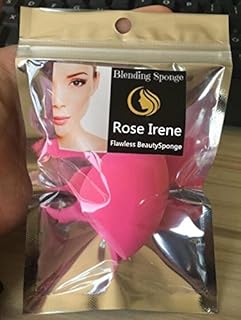 Blending Sponge
Rose Irene
Flawless BeautySponge